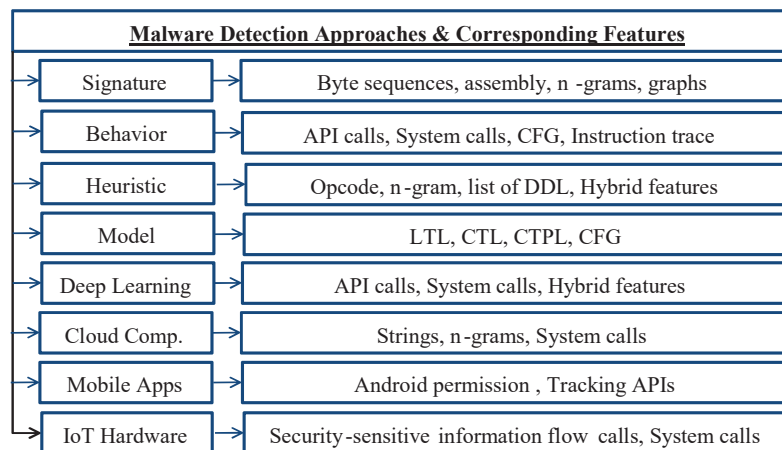 Malware Detection Approaches & Corresponding Features
Signature
Byte sequences, assembly, n -grams, graphs
Behavior
API calls, System calls, CFG, Instruction trace
Heuristic
Opcode, n-gram, list of DDL, Hybrid features
Model
LTL, CTL, CTPL, CFG
Deep Learning
API calls, System calls, Hybrid features
Cloud Comp.
Strings, n-grams, System calls
Mobile Apps
Android permission , Tracking APIs
IoT Hardware
Security-sensitive information flow calls, System calls